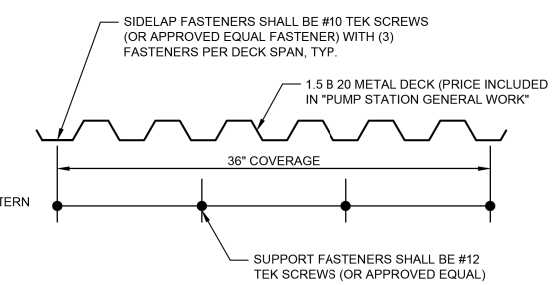 SIDELAP FASTENERS SHALL BE #10 TEK SCREWS
(OR APPROVED EQUAL FASTENER) WITH (3)
FASTENERS PER DECK SPAN, TYP.
1.5 B 20 METAL DECK (PRICE INCLUDED
IN "PUMP STATION GENERAL WORK"
36" COVERAGE
TERN
SUPPORT FASTENERS SHALL BE #12
TEK SCREWS (OR APPROVED EQUAL)